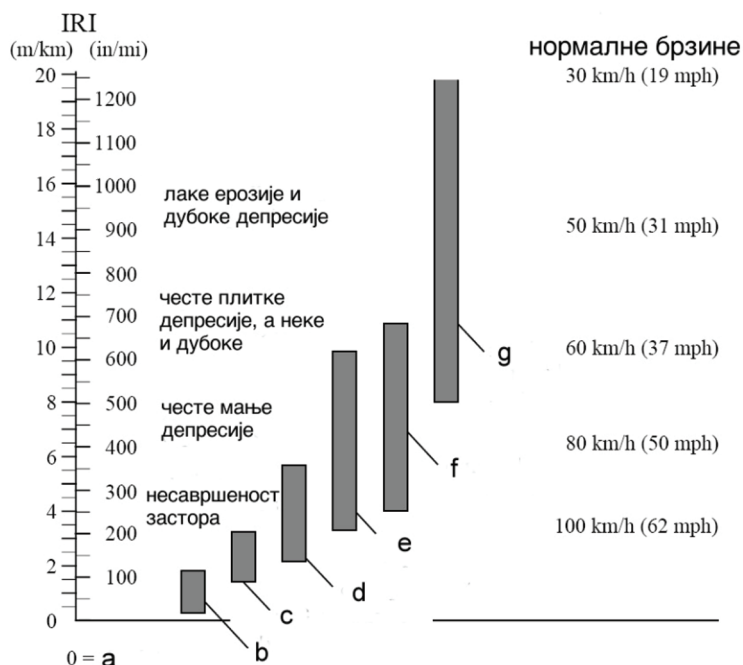 IRI
(m/km) (in/mi)
нормалне брзине
20
1200
30 km/h (19 mph)
18
1100
16
1000
лаке ерозије и
дубоке депресије
900
50 km/h (31 mph)
14
800
12
честе плитке
депресије, а неке
и дубоке
700
10
600
g
60 km/h (37 mph)
8
500
честе мање
депресије
400
80 km/h (50 mph)
6
f
300
несавршеност
застора
4
200
e
100 km/h (62 mph)
2
100
d
c
0
b
0 = a